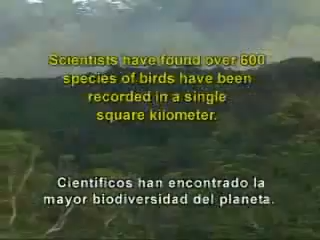 Scientists have found over 600
species of birds have been
recorded in a single
square kilometer.
Científicos han encontrado la
mayor biodiversidad del planeta.